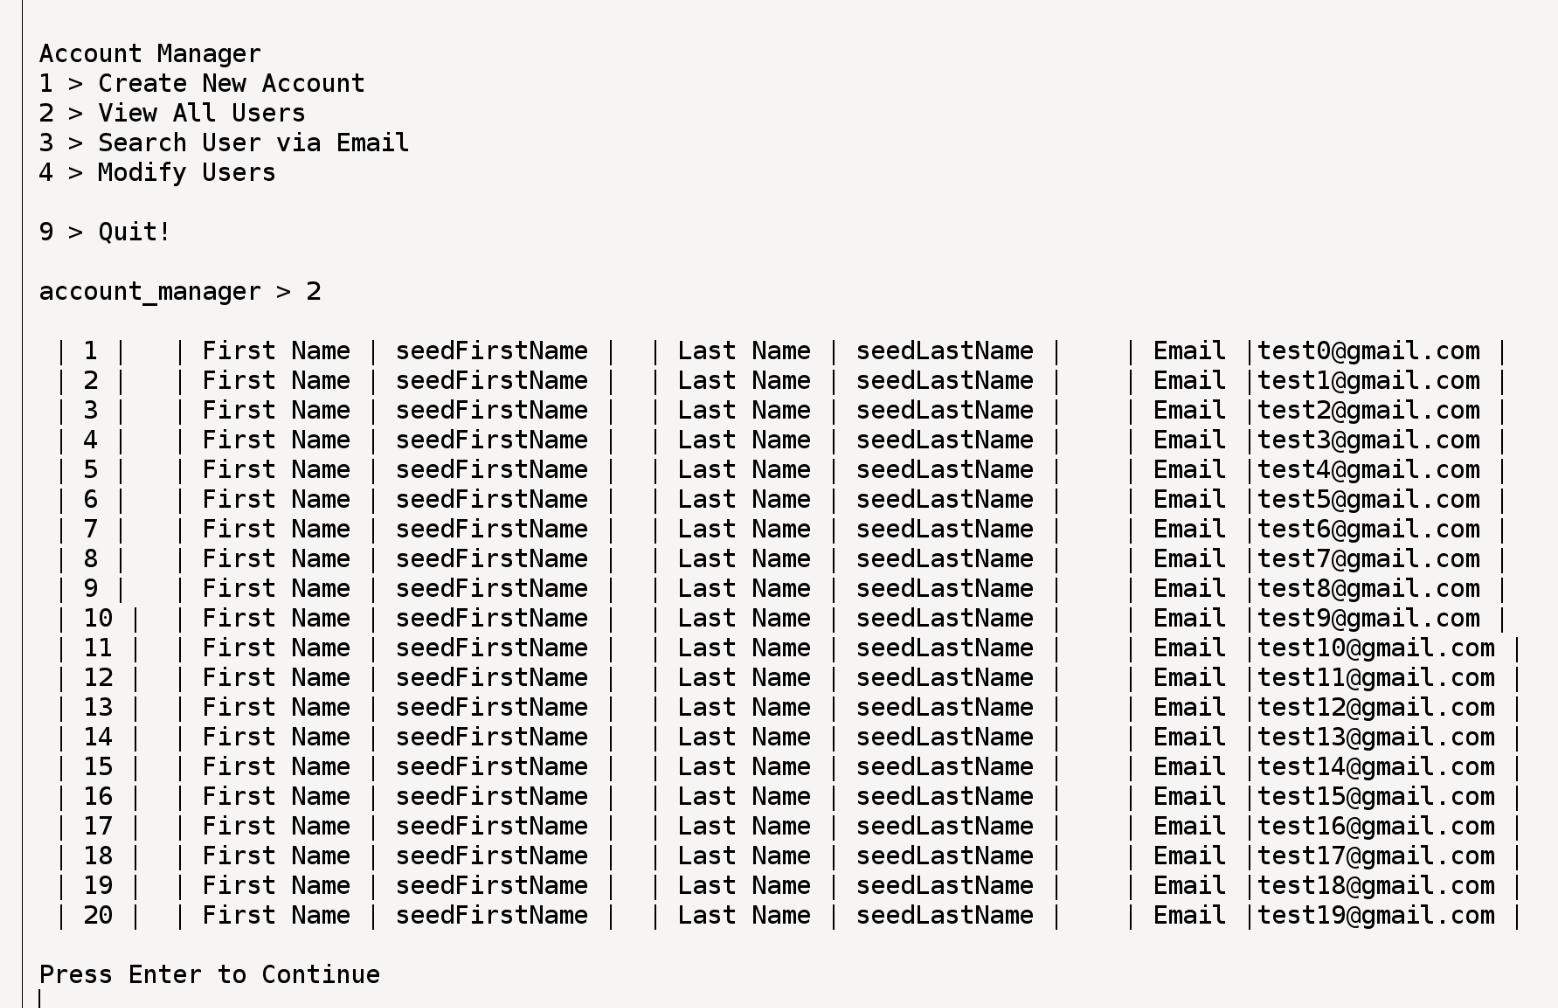 Account Manager
1 > Create New Account
2 > View All Users
3 > Search User via Email
4 > Modify Users
9 > Quit!
account_manager > 2
| 1 |   | First Name | seedFirstName |  | Last Name | seedLastName |    | Email |test0@gmail.com |
| 2 |   | First Name | seedFirstName |  | Last Name | seedLastName |    | Email |test1@gmail.com |
| 3 |   | First Name | seedFirstName |  | Last Name | seedLastName |    | Email |test2@gmail.com |
| 4 |   | First Name | seedFirstName |  | Last Name | seedLastName |    | Email |test3@gmail.com |
| 5 |   | First Name | seedFirstName |  | Last Name | seedLastName |    | Email |test4@gmail.com |
| 6 |   | First Name | seedFirstName |  | Last Name | seedLastName |    | Email |test5@gmail.com |
| 7 |   | First Name | seedFirstName |  | Last Name | seedLastName |    | Email |test6@gmail.com |
| 8 |   | First Name | seedFirstName |  | Last Name | seedLastName |    | Email |test7@gmail.com |
| 9 |   | First Name | seedFirstName |  | Last Name | seedLastName |    | Email |test8@gmail.com |
| 10 |  | First Name | seedFirstName |  | Last Name | seedLastName |    | Email |test9@gmail.com |
| 11 |  | First Name | seedFirstName |  | Last Name | seedLastName |    | Email |test10@gmail.com |
| 12 |  | First Name | seedFirstName |  | Last Name | seedLastName |    | Email |test11@gmail.com |
| 13 |  | First Name | seedFirstName |  | Last Name | seedLastName |    | Email |test12@gmail.com |
| 14 |  | First Name | seedFirstName |  | Last Name | seedLastName |    | Email |test13@gmail.com |
| 15 |  | First Name | seedFirstName |  | Last Name | seedLastName |    | Email |test14@gmail.com |
| 16 |  | First Name | seedFirstName |  | Last Name | seedLastName |    | Email |test15@gmail.com |
| 17 |  | First Name | seedFirstName |  | Last Name | seedLastName |    | Email |test16@gmail.com |
| 18 |  | First Name | seedFirstName |  | Last Name | seedLastName |    | Email |test17@gmail.com |
| 19 |  | First Name | seedFirstName |  | Last Name | seedLastName |    | Email |test18@gmail.com |
| 20 |  | First Name | seedFirstName |  | Last Name | seedLastName |    | Email |test19@gmail.com |
Press Enter to Continue